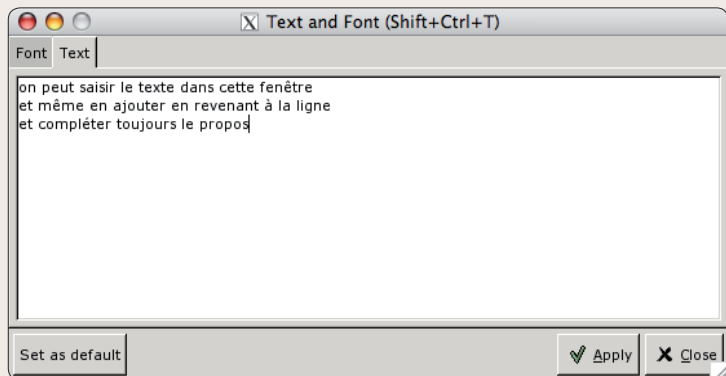 X Text and Font (Shift+Ctrl+T)
Font Text
on peut saisir le texte dans cette fenêtre
et même en ajouter en revenant à la ligne
et compléter toujours le propos
Set as default
Apply
Close